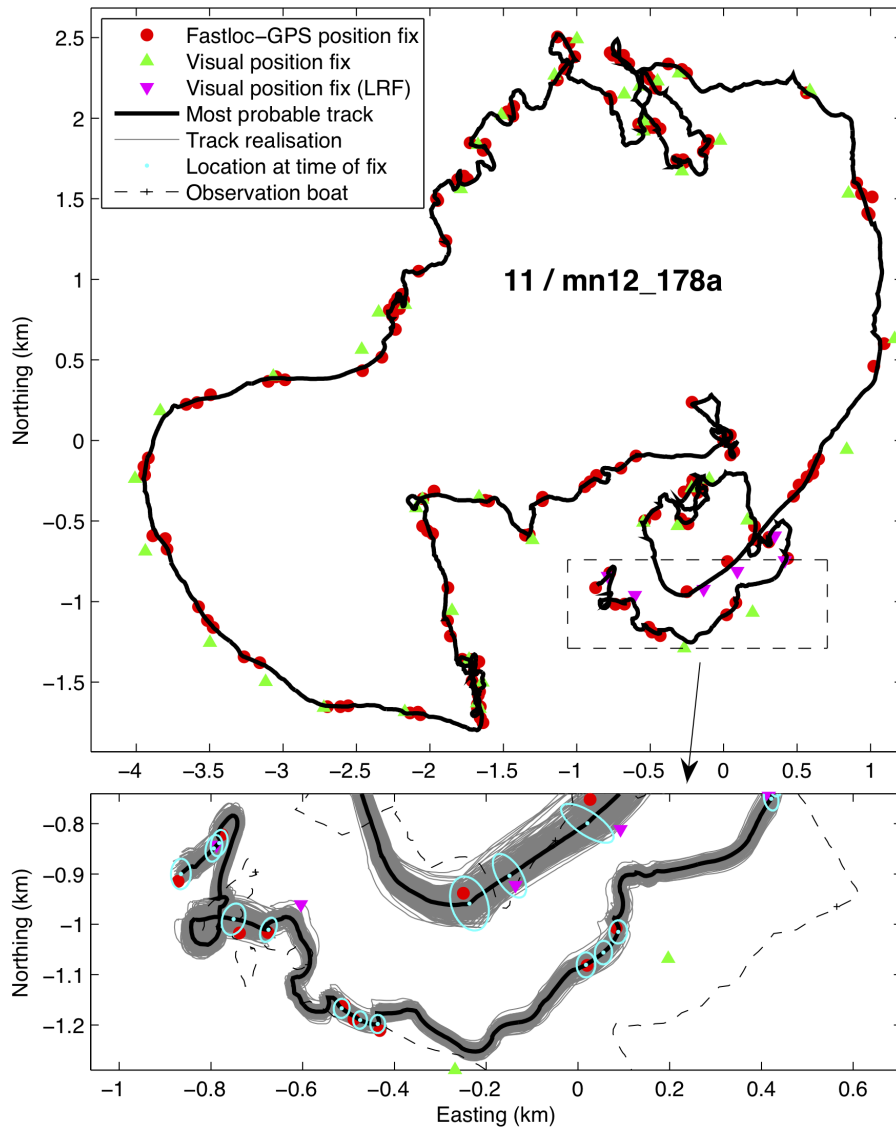 Fastloc−GPS position fix
Visual position fix
Visual position fix (LRF)
Most probable track
Track realisation
Location at time of fix
Observation boat
11 / mn12_178a
Northing (km)
2.5
2
1.5
1
0.5
0
−0.5
−1
−1.5
−4 −3.5 −3 −2.5 −2 −1.5 −1 −0.5 0 0.5 1
Northing (km)
−0.8
−0.9
−1
−1.1
−1.2
−1 −0.8 −0.6 −0.4 −0.2 0 0.2 0.4 0.6
Easting (km)